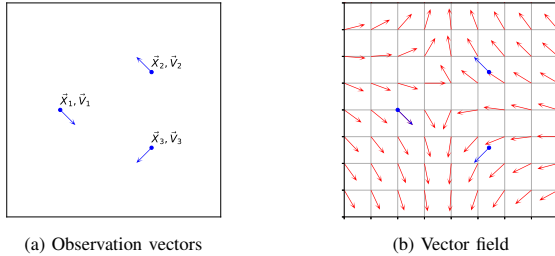 X⃗₂, V⃗₂
X⃗₁, V⃗₁
X⃗₃, V⃗₃
(a) Observation vectors
(b) Vector field